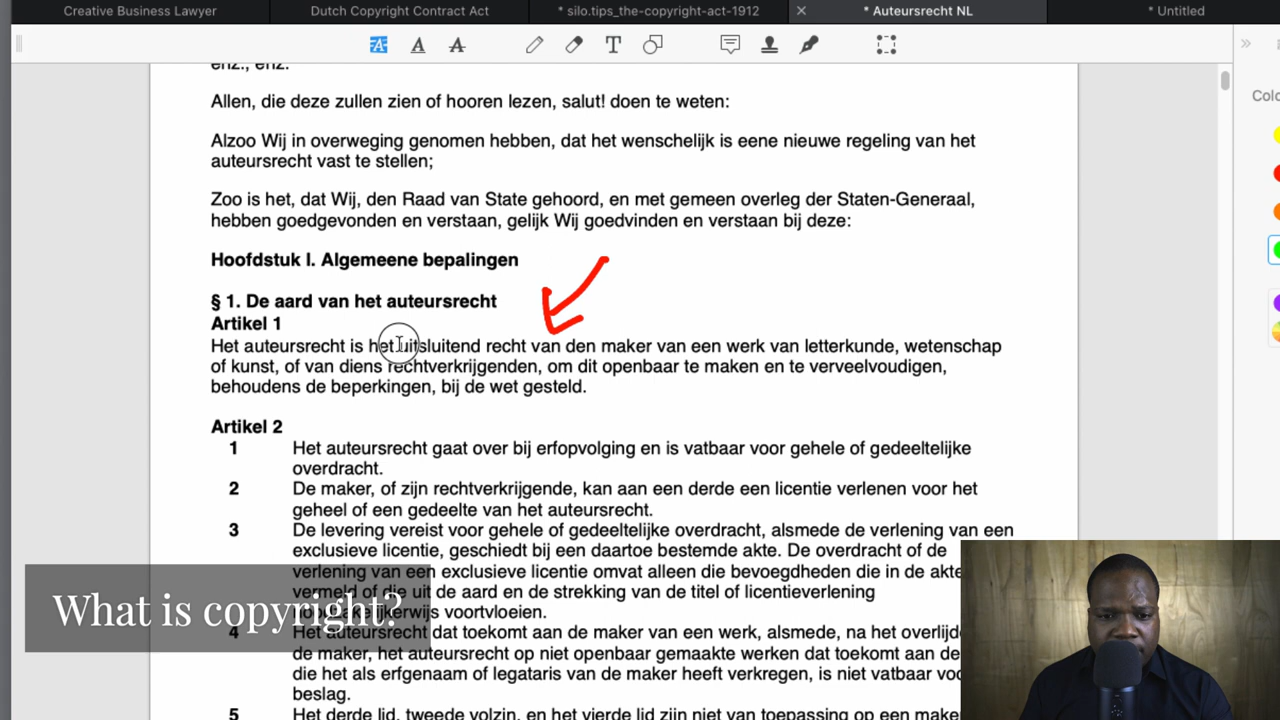 Creative Business Lawyer
Dutch Copyright Contract Act
* silo.tips_the-copyright-act-1912
* Auteursrecht NL
* Untitled
enz., enz.
Colo
Allen, die deze zullen zien of hooren lezen, salut! doen te weten:
Alzoo Wij in overweging genomen hebben, dat het wenschelijk is eene nieuwe regeling van het
auteursrecht vast te stellen;
Zoo is het, dat Wij, den Raad van State gehoord, en met gemeen overleg der Staten-Generaal,
hebben goedgevonden en verstaan, gelijk Wij goedvinden en verstaan bij deze:
Hoofdstuk I. Algemeene bepalingen
§ 1. De aard van het auteursrecht
Artikel 1
Het auteursrecht is het uitsluitend recht van den maker van een werk van letterkunde, wetenschap
of kunst, of van diens rechtverkrijgenden, om dit openbaar te maken en te verveelvoudigen,
behoudens de beperkingen, bij de wet gesteld.
Artikel 2
1 Het auteursrecht gaat over bij erfopvolging en is vatbaar voor gehele of gedeeltelijke
overdracht.
2 De maker, of zijn rechtverkrijgende, kan aan een derde een licentie verlenen voor het
geheel of een gedeelte van het auteursrecht.
3 De levering vereist voor gehele of gedeeltelijke overdracht, alsmede de verlening van een
exclusieve licentie, geschiedt bij een daartoe bestemde akte. De overdracht of de
verlening van een exclusieve licentie omvat alleen die bevoegdheden die in de akte
vermeld of die uit de aard en de strekking van de titel of licentieverlening
voortvloeien.
4 Het auteursrecht dat toekomt aan de maker van een werk, alsmede, na het overlijd
de maker, het auteursrecht op niet openbaar gemaakte werken dat toekomt aan de
die het als erfgenaam of legataris van de maker heeft verkregen, is niet vatbaar voo
beslag.
5 Het derde lid, tweede volzin, en het vierde lid zijn niet van toepassing op een make
What is copyright?